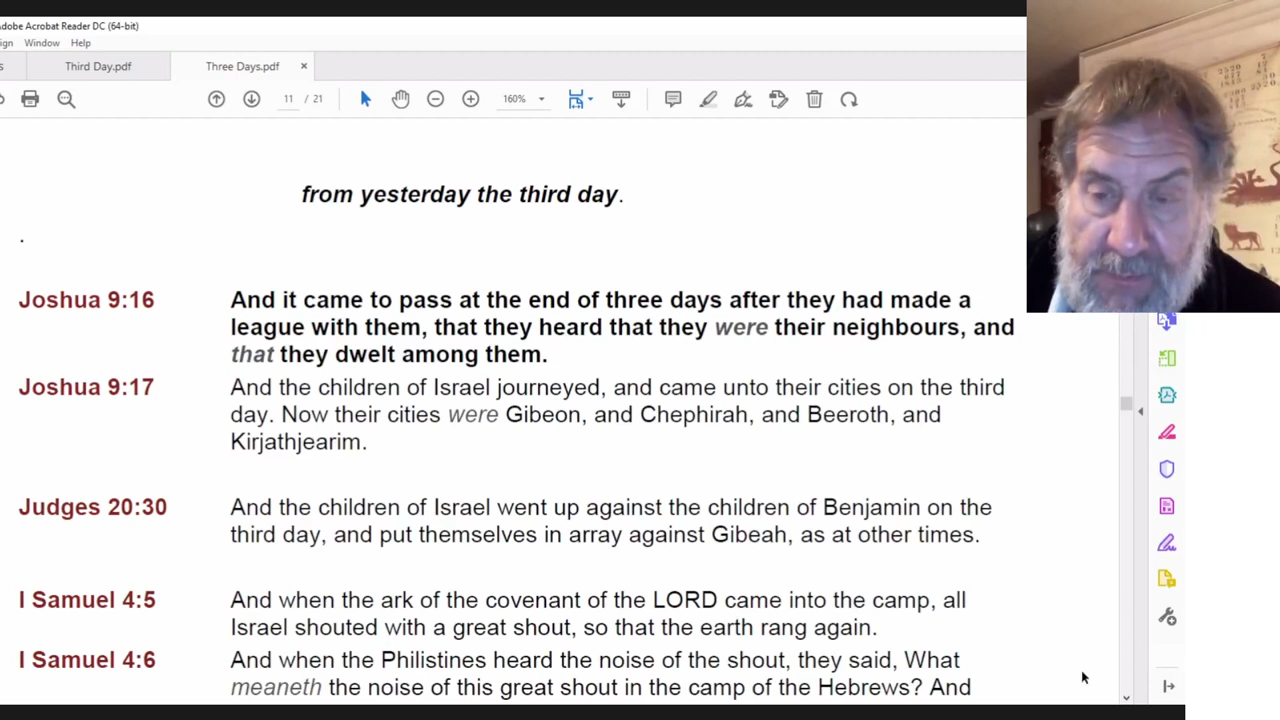 Adobe Acrobat Reader DC (64-bit)
ign Window Help
s Third Day.pdf Three Days.pdf ×
11 / 21 160%
from yesterday the third day.
.
Joshua 9:16 And it came to pass at the end of three days after they had made a
league with them, that they heard that they were their neighbours, and
that they dwelt among them.
Joshua 9:17 And the children of Israel journeyed, and came unto their cities on the third
day. Now their cities were Gibeon, and Chephirah, and Beeroth, and
Kirjathjearim.
Judges 20:30 And the children of Israel went up against the children of Benjamin on the
third day, and put themselves in array against Gibeah, as at other times.
I Samuel 4:5 And when the ark of the covenant of the LORD came into the camp, all
Israel shouted with a great shout, so that the earth rang again.
I Samuel 4:6 And when the Philistines heard the noise of the shout, they said, What
meaneth the noise of this great shout in the camp of the Hebrews? And